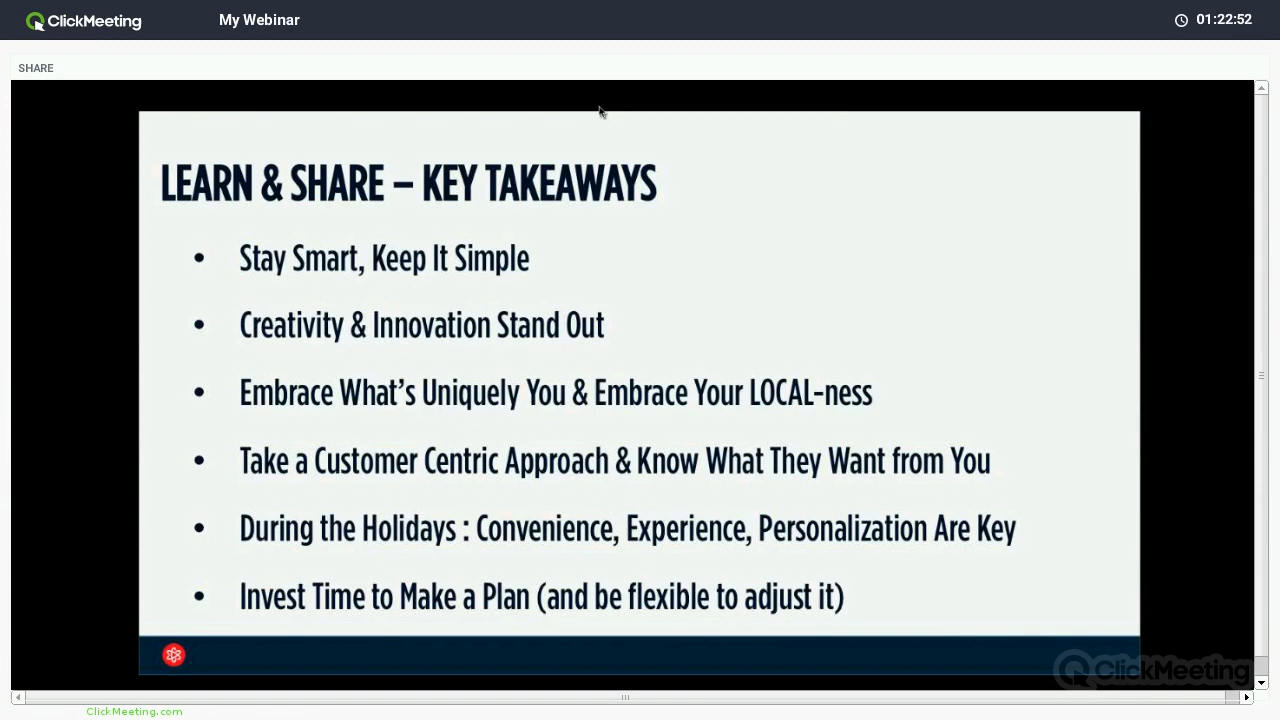 ClickMeeting
My Webinar
01:22:52
SHARE
LEARN & SHARE – KEY TAKEAWAYS
• Stay Smart, Keep It Simple
• Creativity & Innovation Stand Out
• Embrace What’s Uniquely You & Embrace Your LOCAL-ness
• Take a Customer Centric Approach & Know What They Want from You
• During the Holidays : Convenience, Experience, Personalization Are Key
• Invest Time to Make a Plan (and be flexible to adjust it)
ClickMeeting
ClickMeeting.com